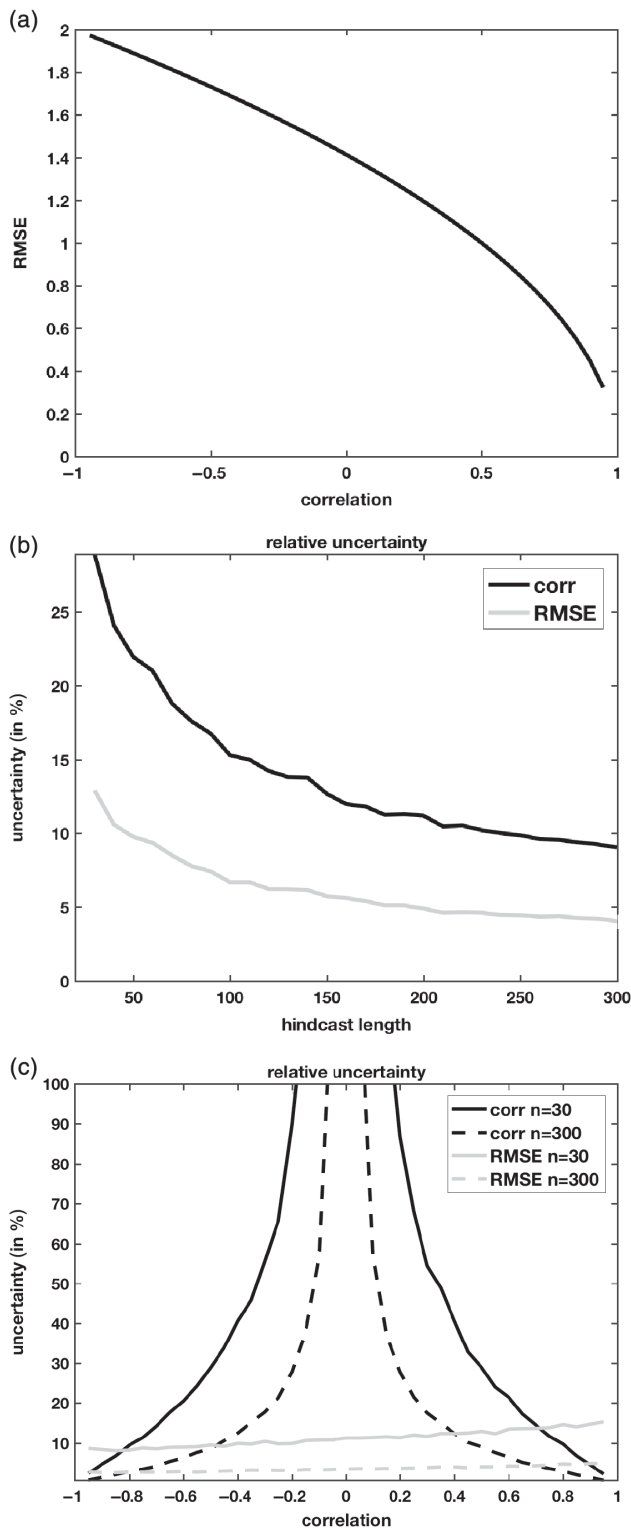 (a)
2
1.8
1.6
1.4
1.2
1
0.8
0.6
0.4
0.2
0
RMSE
−1
−0.5
0
0.5
1
correlation
(b)
relative uncertainty
corr
RMSE
25
20
15
10
5
0
uncertainty (in %)
50
100
150
200
250
300
hindcast length
(c)
relative uncertainty
corr n=30
corr n=300
RMSE n=30
RMSE n=300
100
90
80
70
60
50
40
30
20
10
uncertainty (in %)
−1
−0.8
−0.6
−0.4
−0.2
0
0.2
0.4
0.6
0.8
1
correlation